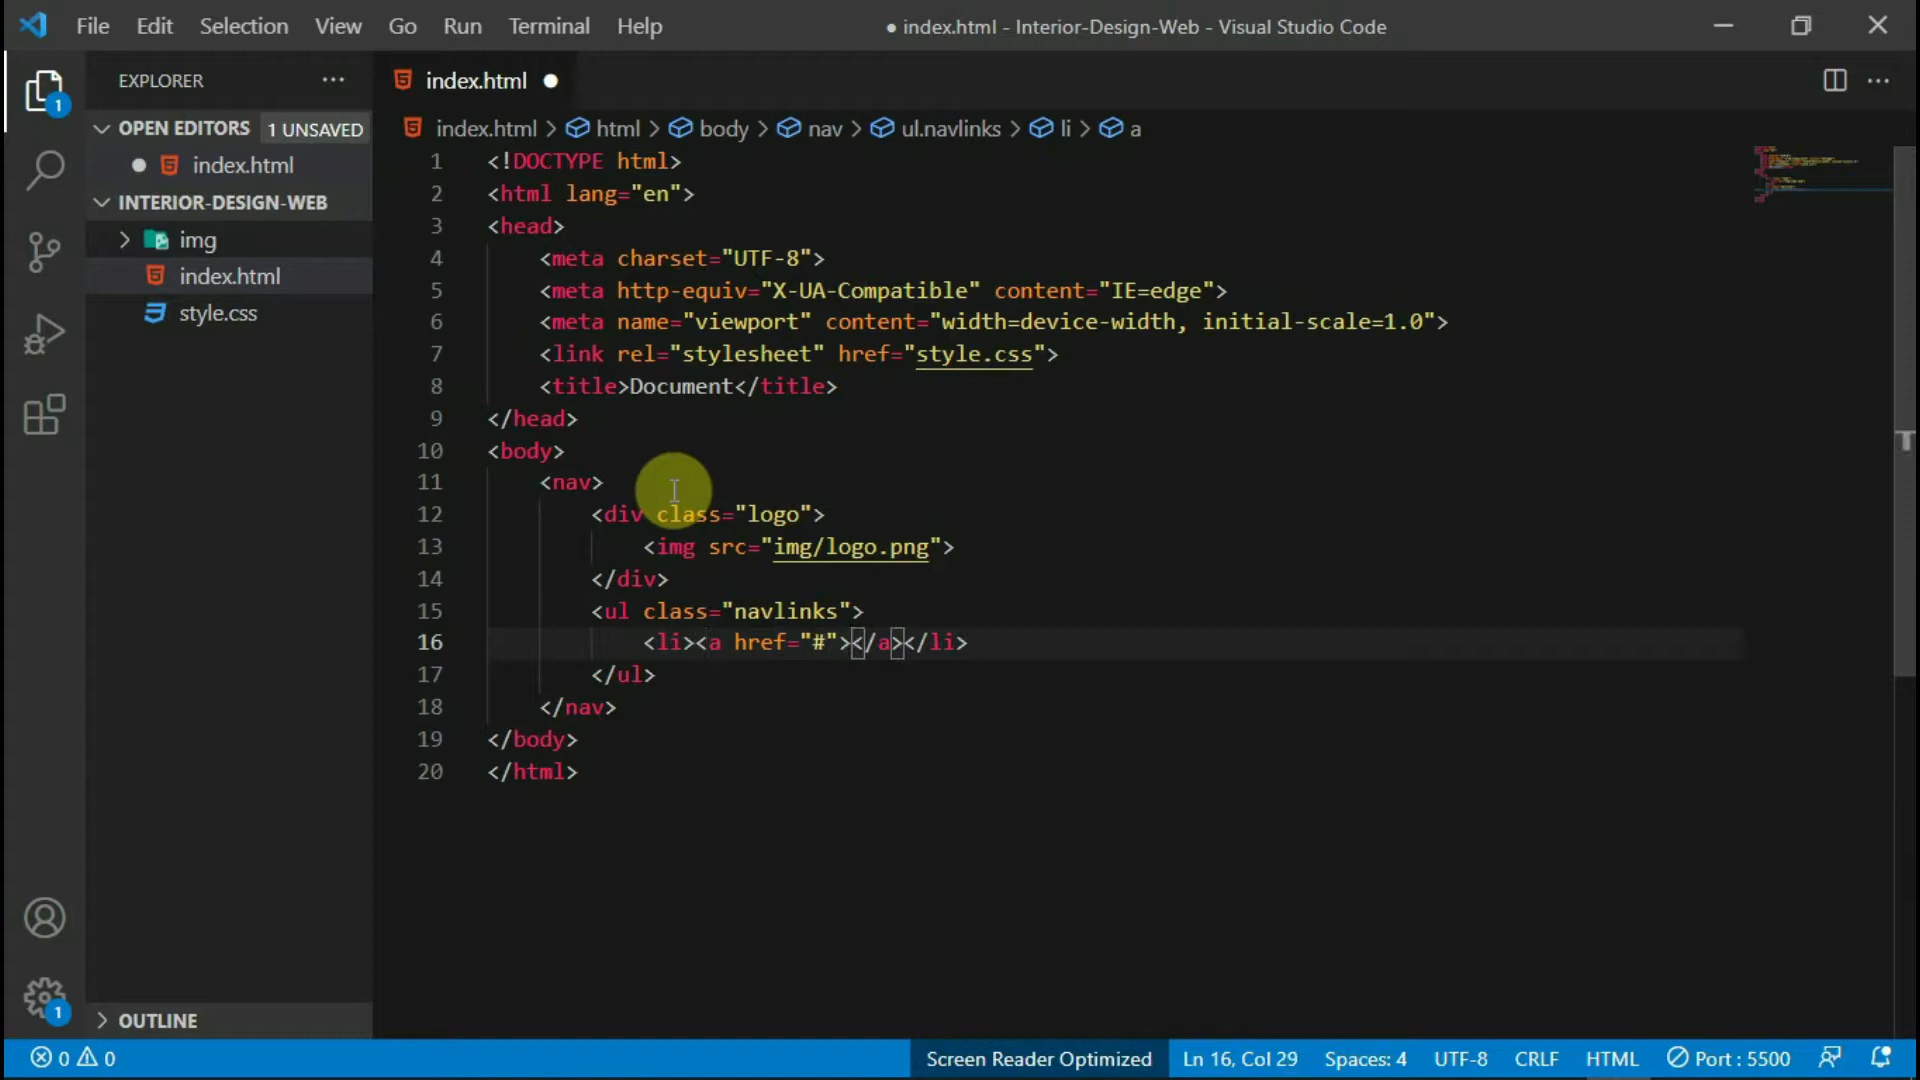 File Edit Selection View Go Run Terminal Help
● index.html - Interior-Design-Web - Visual Studio Code
EXPLORER
OPEN EDITORS 1 UNSAVED
index.html
INTERIOR-DESIGN-WEB
img
index.html
style.css
OUTLINE
1
1
index.html
index.html > html > body > nav > ul.navlinks > li > a
1 <!DOCTYPE html>
2 <html lang="en">
3 <head>
4 <meta charset="UTF-8">
5 <meta http-equiv="X-UA-Compatible" content="IE=edge">
6 <meta name="viewport" content="width=device-width, initial-scale=1.0">
7 <link rel="stylesheet" href="style.css">
8 <title>Document</title>
9 </head>
10 <body>
11 <nav>
12 <div class="logo">
13 <img src="img/logo.png">
14 </div>
15 <ul class="navlinks">
16 <li><a href="#"></a></li>
17 </ul>
18 </nav>
19 </body>
20 </html>
0 0
Screen Reader Optimized Ln 16, Col 29 Spaces: 4 UTF-8 CRLF HTML Port : 5500